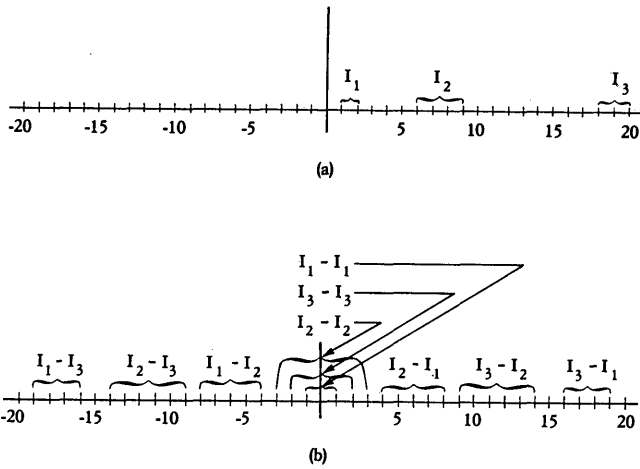 I₁ I₂ I₃
-20 -15 -10 -5 5 10 15 20
(a)
I₁ - I₁
I₃ - I₃
I₂ - I₂
I₁ - I₃ I₂ - I₃ I₁ - I₂ I₂ - I₁ I₃ - I₂ I₃ - I₁
-20 -15 -10 -5 0 5 10 15 20
(b)